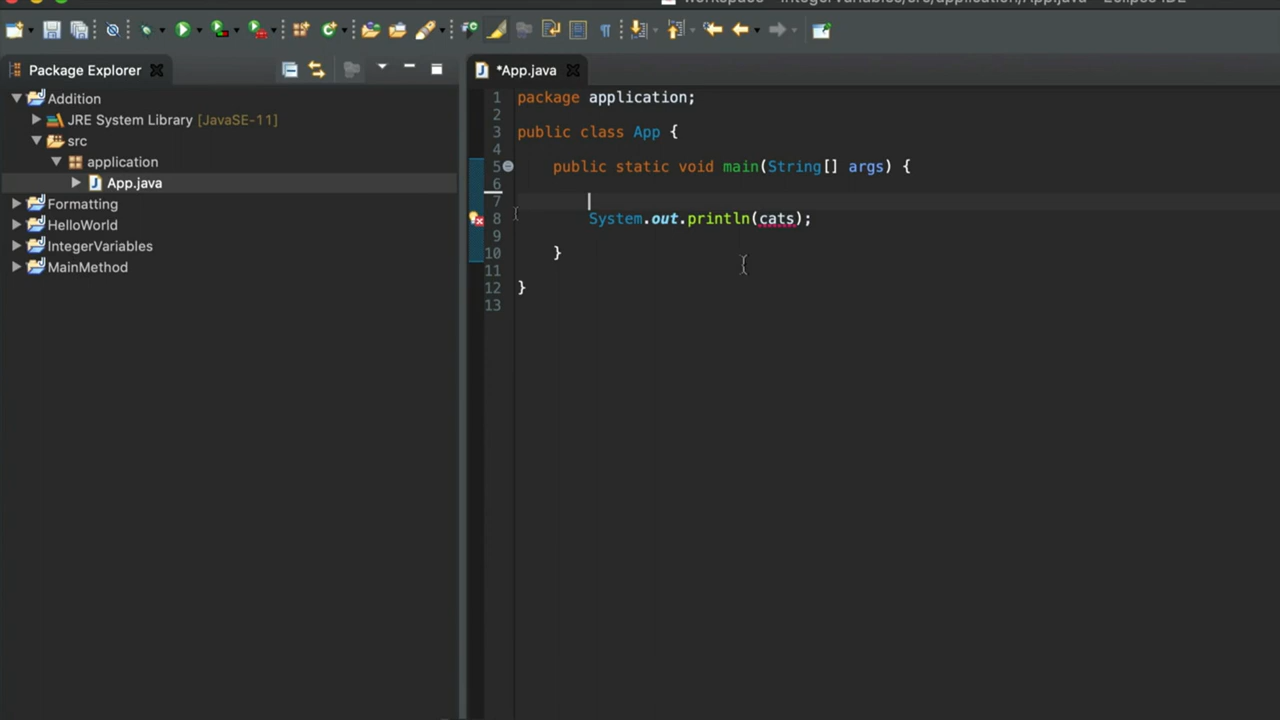 Package Explorer
Addition
JRE System Library [JavaSE-11]
src
application
App.java
Formatting
HelloWorld
IntegerVariables
MainMethod
*App.java
1 package application;
2
3 public class App {
4
5 public static void main(String[] args) {
6
7
8 System.out.println(cats);
9
10 }
11
12 }
13